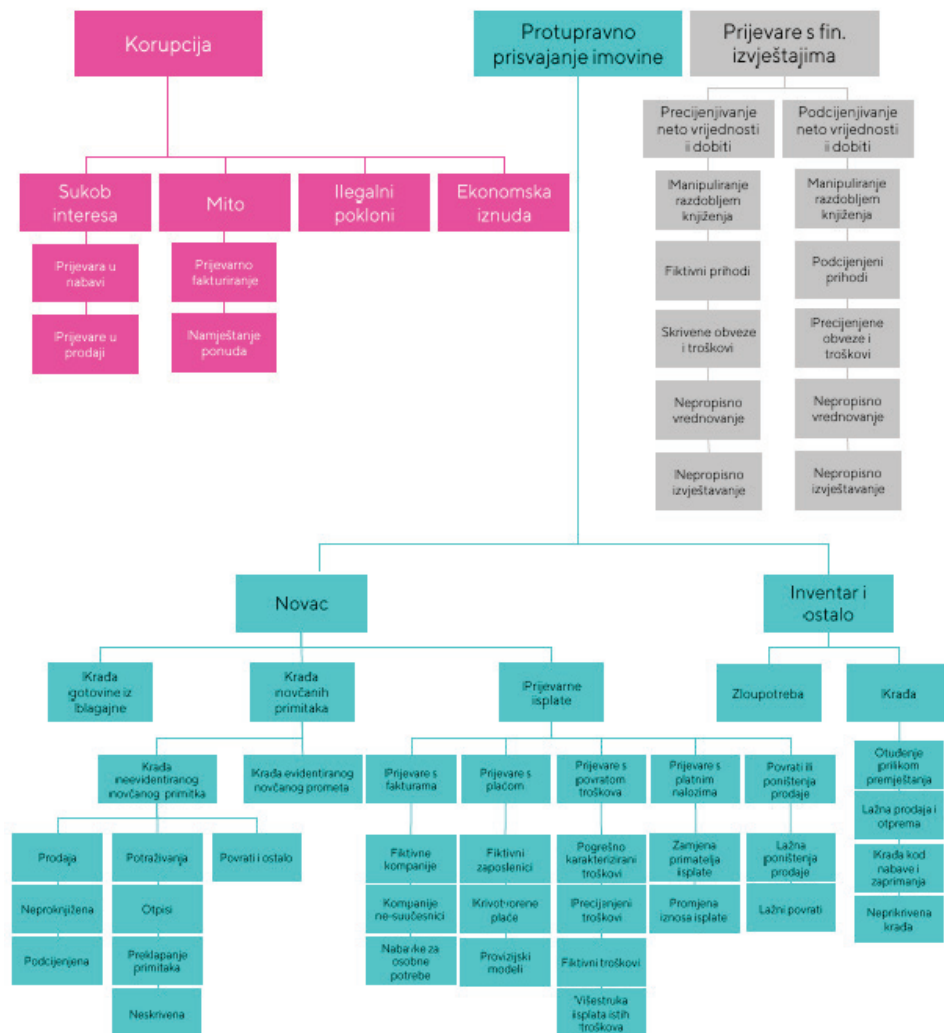 Korupcija
Protupravno
prisvajanje imovine
Prijevare s fin.
izvještajima
Precijenjivanje
neto vrijednosti
ii dobiti
Podcijenjivanje
neto vrijednosti
ii dobiti
Sukob
interesa
Mito
Ilegalni
pokloni
Ekonomska
iznuda
Manipuliranje
razdobljem
knjiženja
Manipuliranje
razdobljem
knjiženja
Prijevara u
nabavi
Prijevarno
fakturiranje
Fiktivni prihodi
Podcijenjeni
prihodi
Prijevare u
prodaji
Namještanje
ponuda
Skrivene obveze
i troškovi
Precijenjene
obveze i
troškovi
Nepropisno
vrednovanje
Nepropisno
vrednovanje
Nepropisno
izvještavanje
Nepropisno
izvještavanje
Novac
Inventar i
ostalo
Krađa
gotovine iz
blagajne
Krađa
novčanih
primitaka
Prijevarne
isplate
Zloupotreba
Krađa
Krađa
neevidentiranog
novčanog primitka
Krađa evidentiranog
novčanog prometa
Prijevare s
fakturama
Prijevare s
plaćom
Prijevare s
povratom
troškova
Prijevare s
platnim
nalozima
Povrati ili
poništenja
prodaje
Otuđenje
prilikom
premještanja
Lažna prodaja i
otprema
Prodaja
Potraživanja
Povrati i ostalo
Fiktivne
kompanije
Fiktivni
zaposlenici
Pogrešno
karakterizirani
troškovi
Zamjena
primatelja
isplate
Lažna
poništenja
prodaje
Krađa kod
nabave i
zaprimanja
Neproknjižena
Otpisi
Kompanije
ne-suučesnici
Krivotvorene
plaće
Precijenjeni
troškovi
Promjena
iznosa isplate
Lažni povrati
Neprikrivena
krađa
Podcijenjena
Preklapanje
primitaka
Nabavke za
osobne
potrebe
Provizijski
modeli
Fiktivni troškovi
Neskrivena
Višestruka
isplata istih
troškova